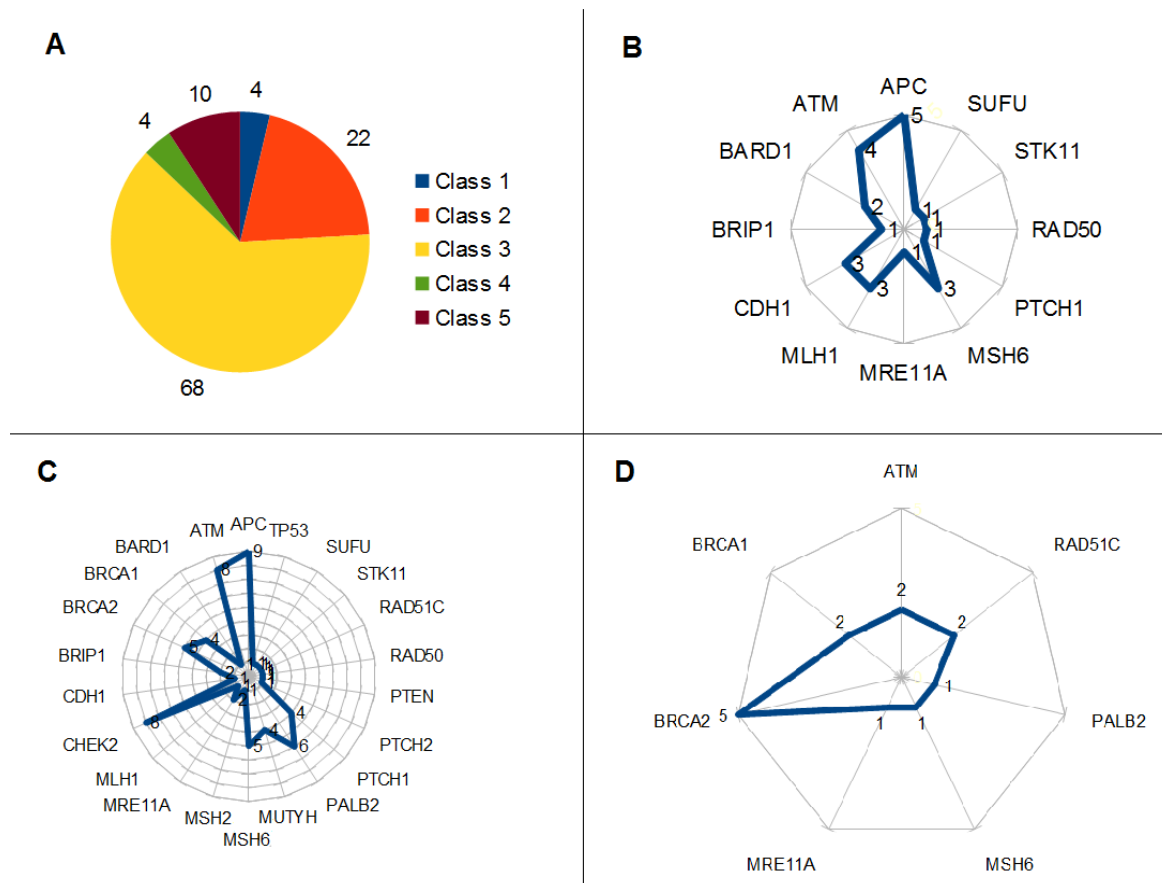 A
4
10
4
22
68
Class 1
Class 2
Class 3
Class 4
Class 5
B
APC
ATM
SUFU
BARD1
STK11
BRIP1
RAD50
CDH1
PTCH1
MLH1
MSH6
MRE11A
5
4
2
1
3
3
1
3
1
1
1
1
C
APC
ATM
TP53
BARD1
SUFU
BRCA1
STK11
BRCA2
RAD51C
BRIP1
RAD50
CDH1
PTEN
CHEK2
PTCH2
MLH1
PTCH1
MRE11A
PALB2
MSH2
MUTYH
MSH6
9
8
4
5
2
1
8
2
5
4
6
4
1
1
1
D
ATM
BRCA1
RAD51C
BRCA2
PALB2
MRE11A
MSH6
2
2
2
5
1
1
1